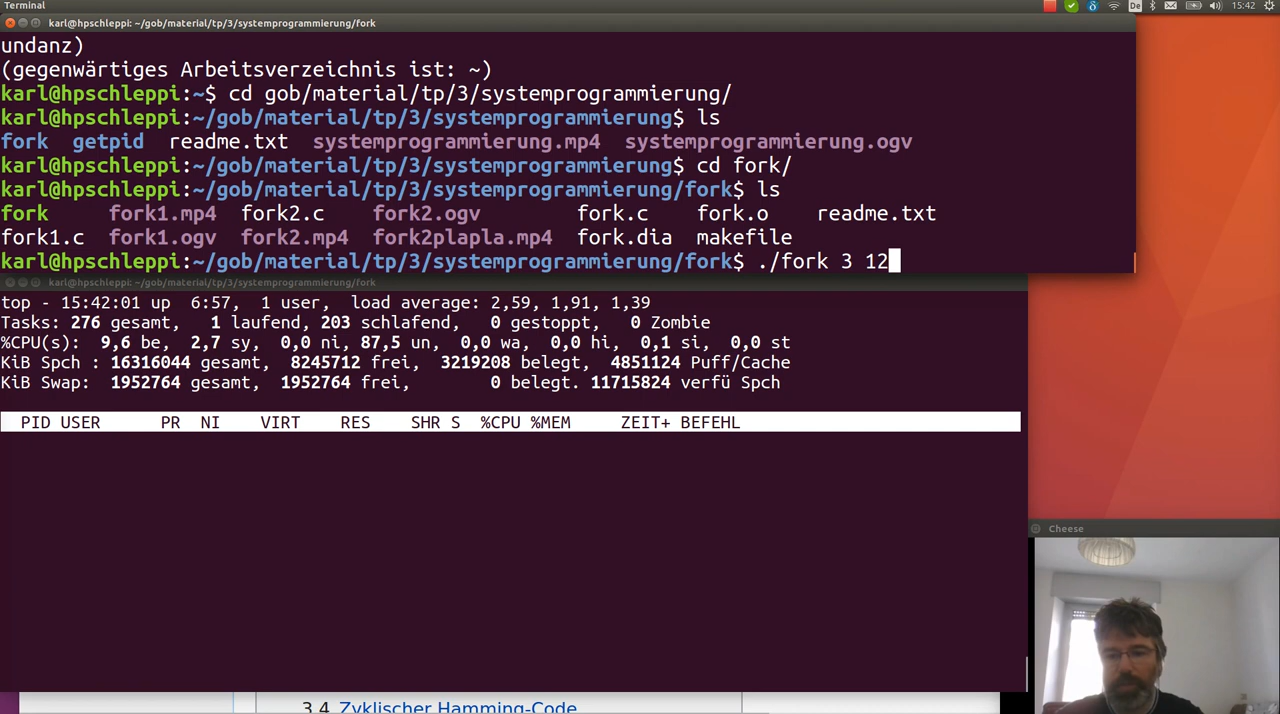 Terminal
De
15:42
karl@hpschleppi: ~/gob/material/tp/3/systemprogrammierung/fork
undanz)
(gegenwärtiges Arbeitsverzeichnis ist: ~)
karl@hpschleppi:~$ cd gob/material/tp/3/systemprogrammierung/
karl@hpschleppi:~/gob/material/tp/3/systemprogrammierung$ ls
fork getpid readme.txt systemprogrammierung.mp4 systemprogrammierung.ogv
karl@hpschleppi:~/gob/material/tp/3/systemprogrammierung$ cd fork/
karl@hpschleppi:~/gob/material/tp/3/systemprogrammierung/fork$ ls
fork fork1.mp4 fork2.c fork2.ogv fork.c fork.o readme.txt
fork1.c fork1.ogv fork2.mp4 fork2plapla.mp4 fork.dia makefile
karl@hpschleppi:~/gob/material/tp/3/systemprogrammierung/fork$ ./fork 3 12
karl@hpschleppi: ~/gob/material/tp/3/systemprogrammierung/fork
top - 15:42:01 up 6:57, 1 user, load average: 2,59, 1,91, 1,39
Tasks: 276 gesamt, 1 laufend, 203 schlafend, 0 gestoppt, 0 Zombie
%CPU(s): 9,6 be, 2,7 sy, 0,0 ni, 87,5 un, 0,0 wa, 0,0 hi, 0,1 si, 0,0 st
KiB Spch : 16316044 gesamt, 8245712 frei, 3219208 belegt, 4851124 Puff/Cache
KiB Swap: 1952764 gesamt, 1952764 frei, 0 belegt. 11715824 verfü Spch
PID USER PR NI VIRT RES SHR S %CPU %MEM ZEIT+ BEFEHL
Cheese
3.4 Zyklischer Hamming-Code